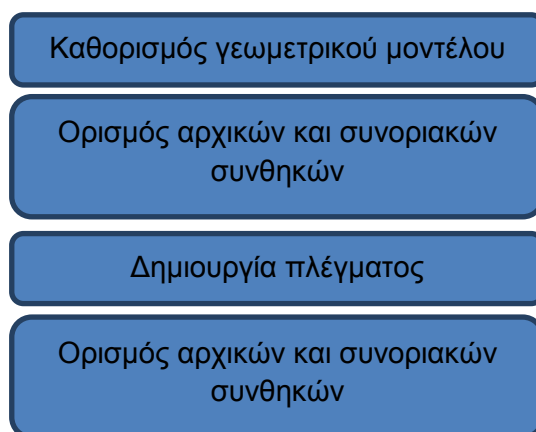 Καθορισμός γεωμετρικού μοντέλου
Ορισμός αρχικών και συνοριακών
συνθηκών
Δημιουργία πλέγματος
Ορισμός αρχικών και συνοριακών
συνθηκών